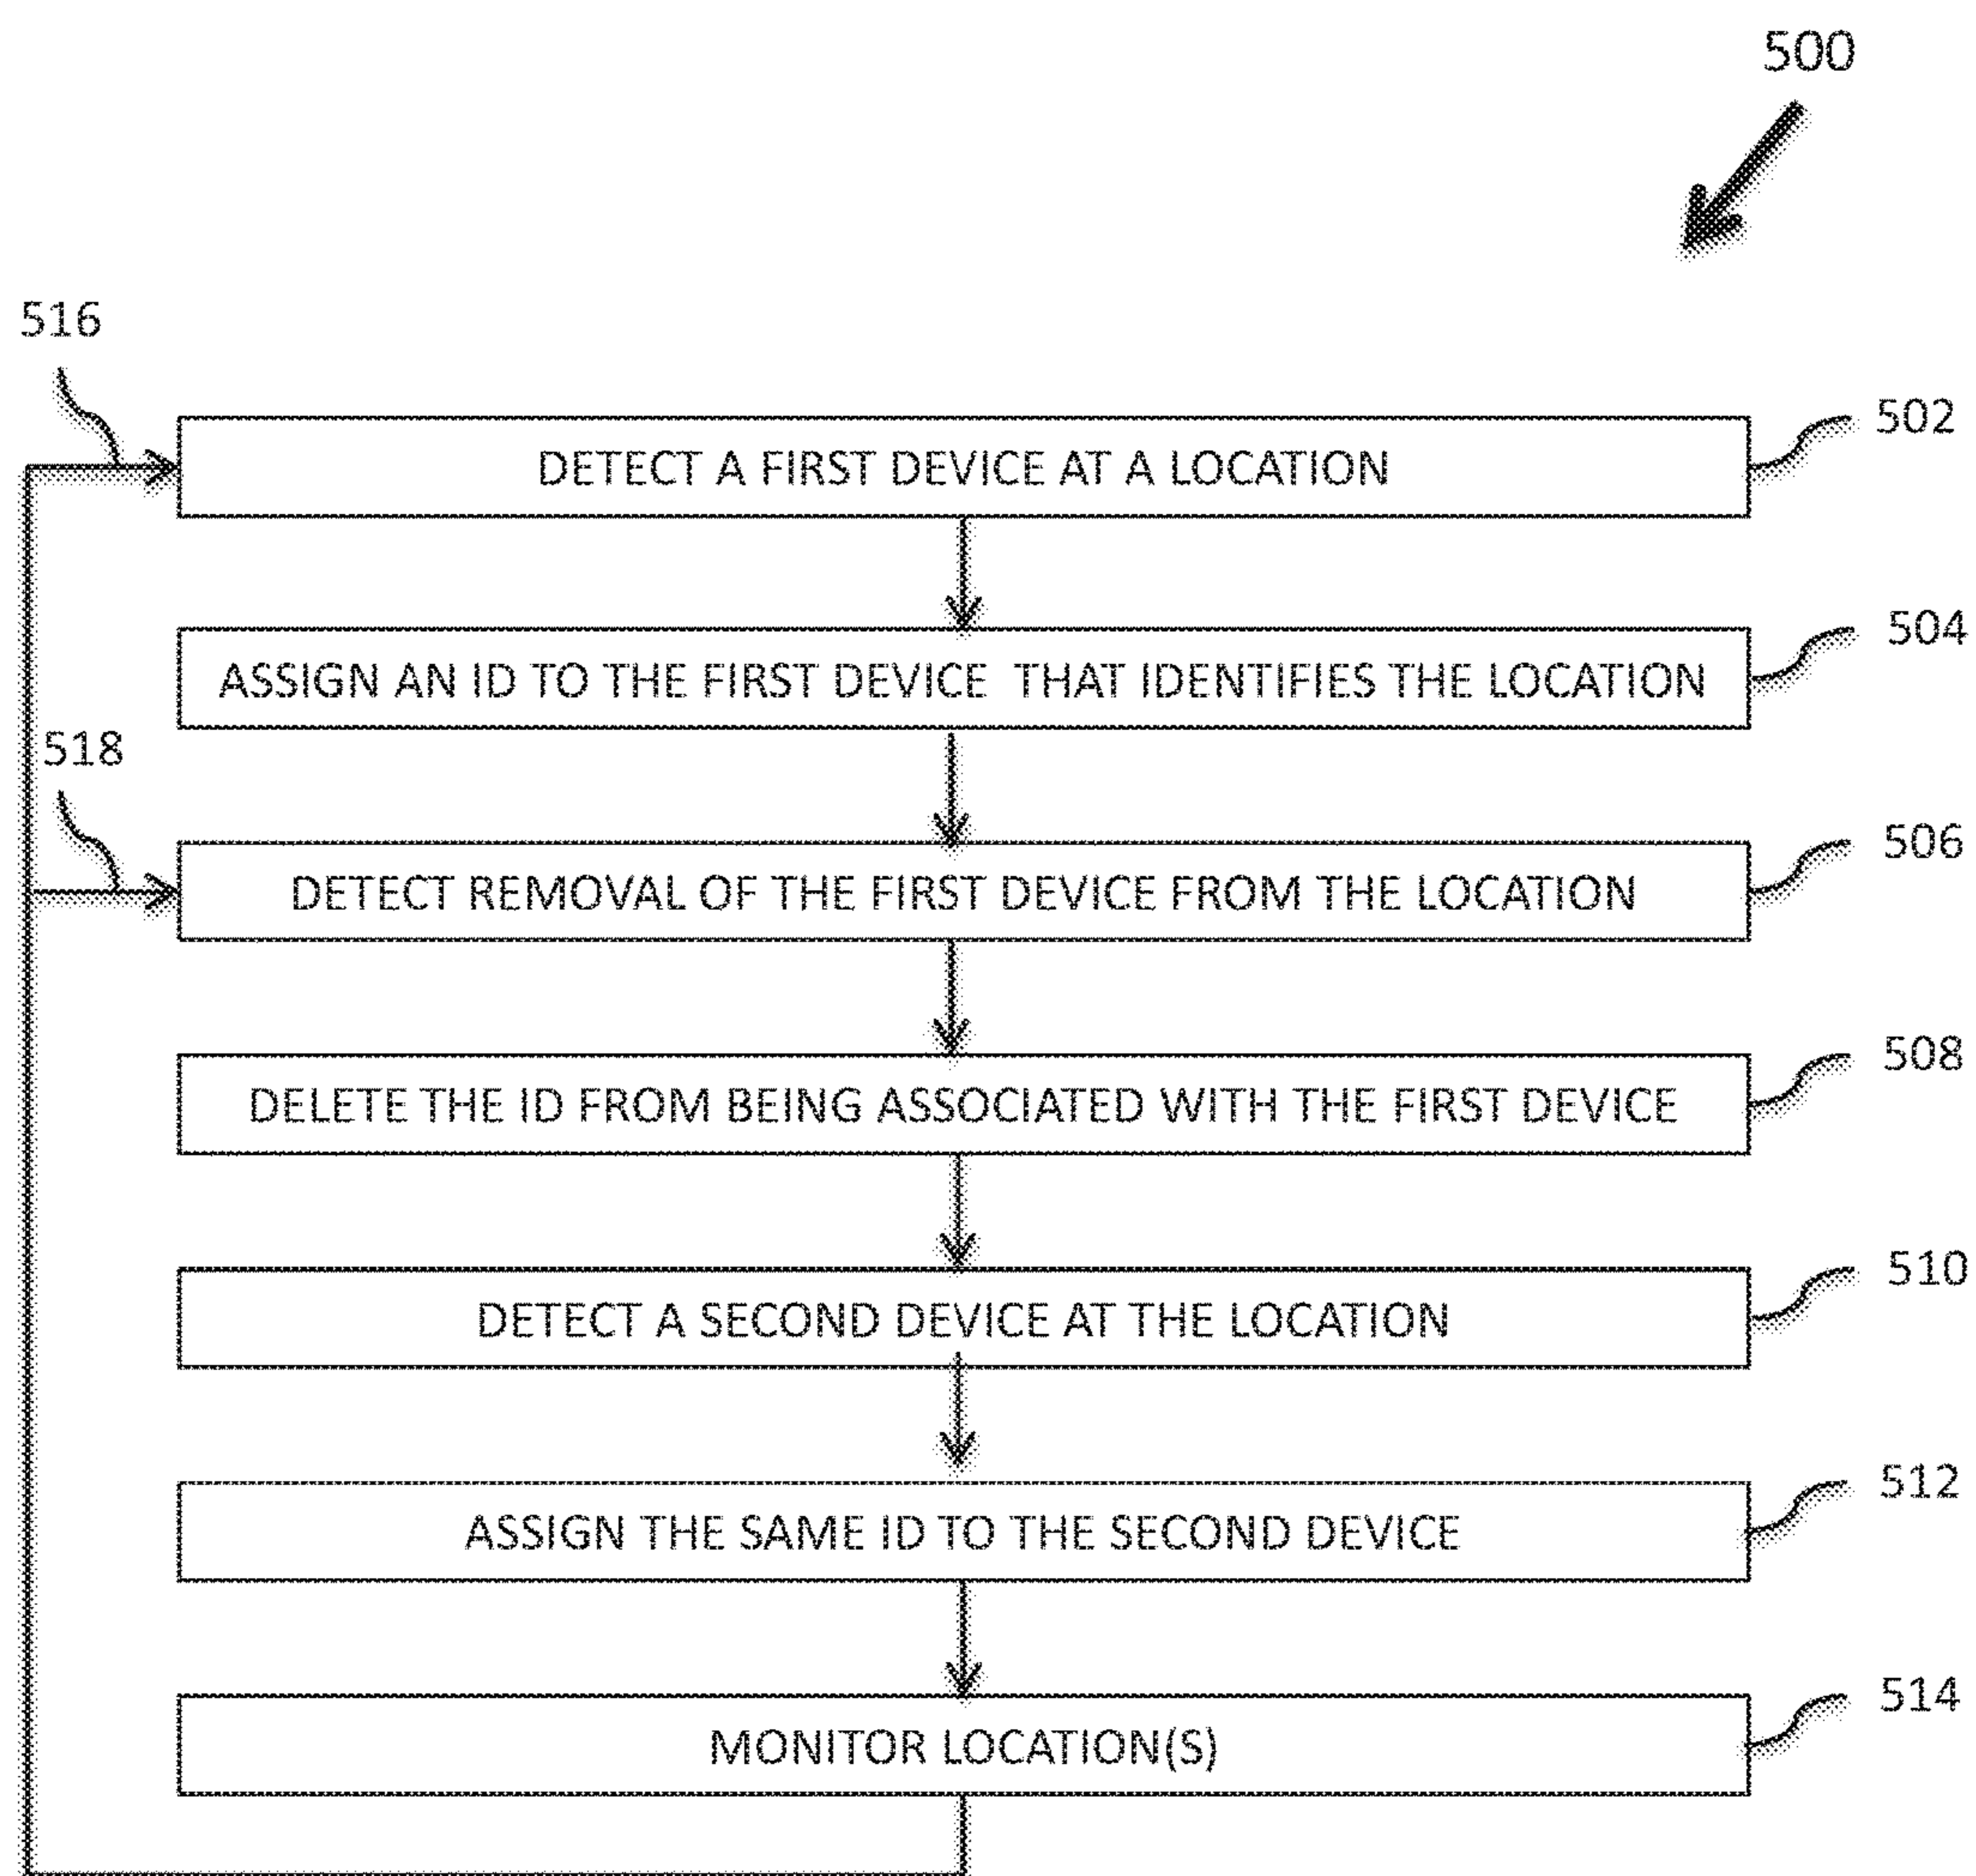 500
516
502
DETECT A FIRST DEVICE AT A LOCATION
504
ASSIGN AN ID TO THE FIRST DEVICE THAT IDENTIFIES THE LOCATION
518
506
DETECT REMOVAL OF THE FIRST DEVICE FROM THE LOCATION
508
DELETE THE ID FROM BEING ASSOCIATED WITH THE FIRST DEVICE
510
DETECT A SECOND DEVICE AT THE LOCATION
512
ASSIGN THE SAME ID TO THE SECOND DEVICE
514
MONITOR LOCATION(S)